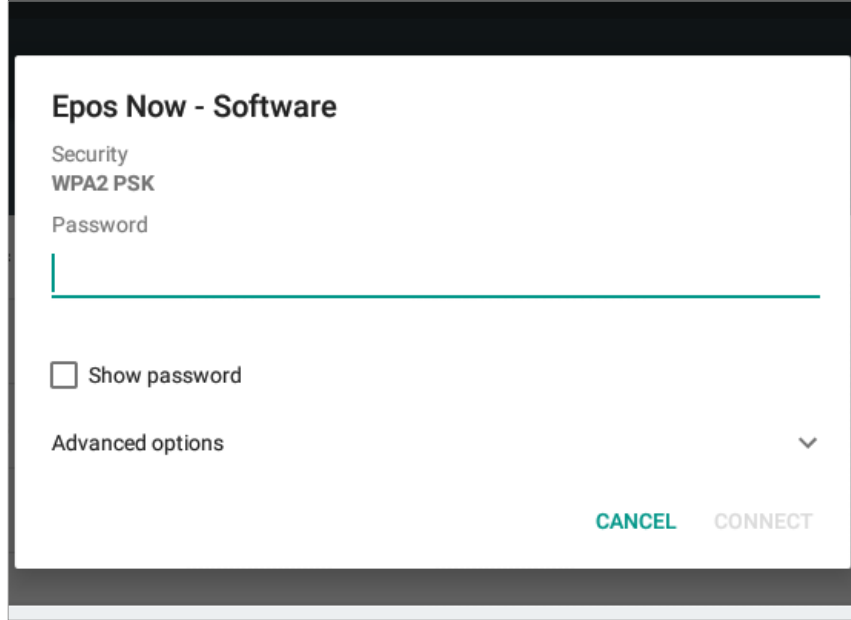 Epos Now - Software
Security
WPA2 PSK
Password
Show password
Advanced options
CANCEL CONNECT